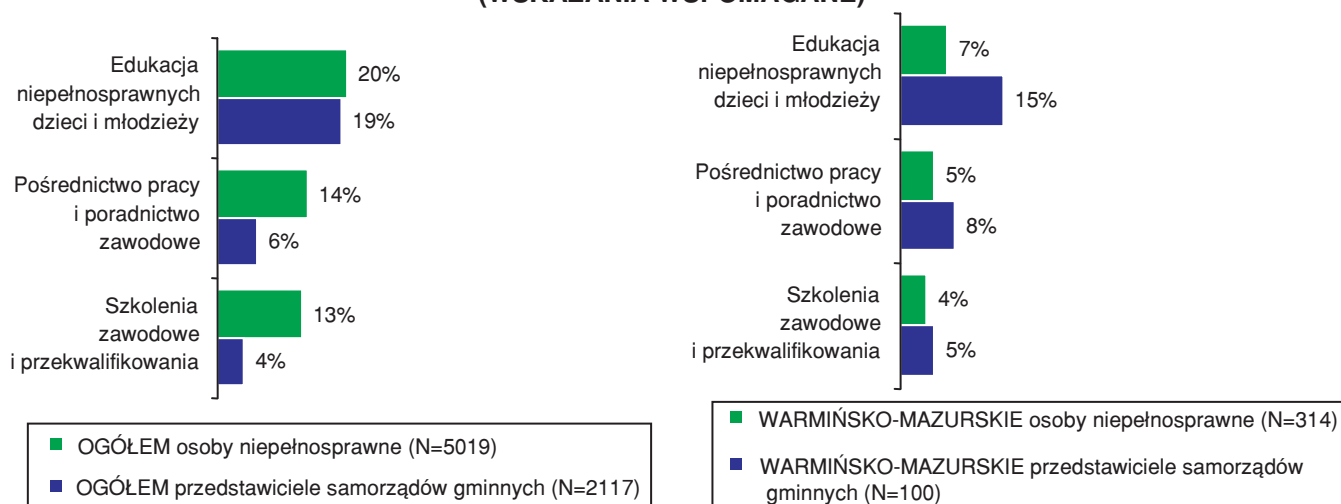 Edukacja
niepełnosprawnych
dzieci i młodzieży
20%
19%
Pośrednictwo pracy
i poradnictwo
zawodowe
14%
6%
Szkolenia
zawodowe
i przekwalifikowania
13%
4%
OGÓŁEM osoby niepełnosprawne (N=5019)
OGÓŁEM przedstawiciele samorządów gminnych (N=2117)
Edukacja
niepełnosprawnych
dzieci i młodzieży
7%
15%
Pośrednictwo pracy
i poradnictwo
zawodowe
5%
8%
Szkolenia
zawodowe
i przekwalifikowania
4%
5%
WARMIŃSKO-MAZURSKIE osoby niepełnosprawne (N=314)
WARMIŃSKO-MAZURSKIE przedstawiciele samorządów
gminnych (N=100)